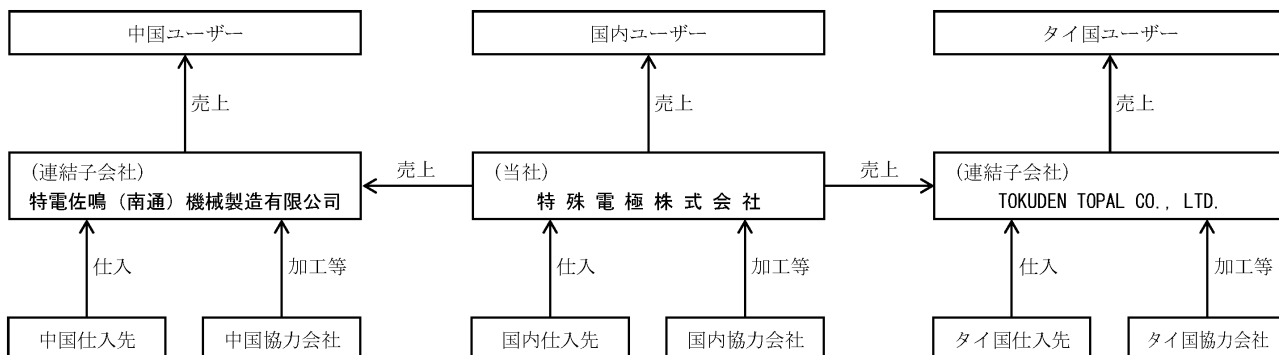 中国ユーザー
国内ユーザー
タイ国ユーザー
売上
売上
売上
(連結子会社)
特電佐鳴（南通）機械製造有限公司
売上
(当社)
特殊電極株式会社
売上
(連結子会社)
TOKUDEN TOPAL CO., LTD.
仕入
加工等
仕入
加工等
仕入
加工等
中国仕入先
中国協力会社
国内仕入先
国内協力会社
タイ国仕入先
タイ国協力会社